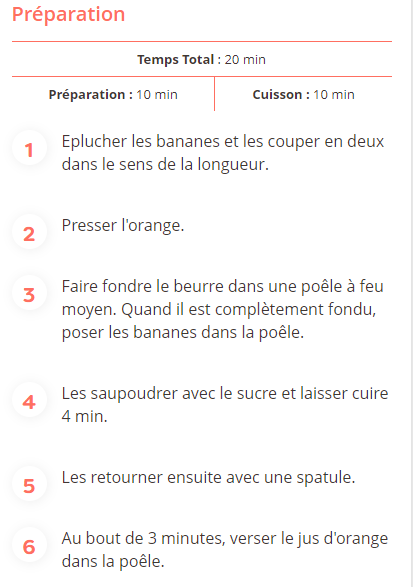 Préparation
Temps Total : 20 min
Préparation : 10 min
Cuisson : 10 min
1
Eplucher les bananes et les couper en deux
dans le sens de la longueur.
2
Presser l'orange.
3
Faire fondre le beurre dans une poêle à feu
moyen. Quand il est complètement fondu,
poser les bananes dans la poêle.
4
Les saupoudrer avec le sucre et laisser cuire
4 min.
5
Les retourner ensuite avec une spatule.
6
Au bout de 3 minutes, verser le jus d'orange
dans la poêle.